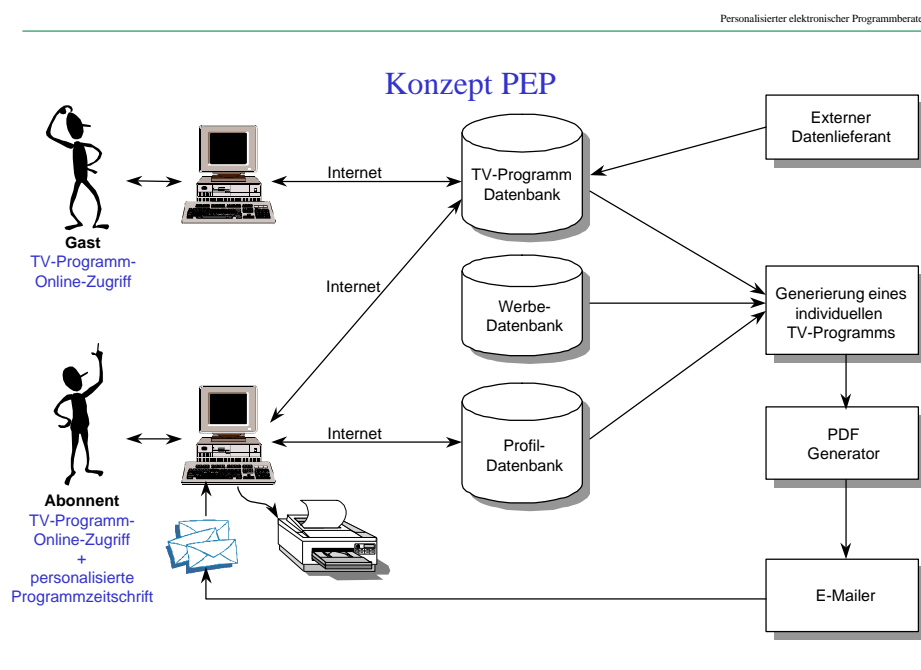 Personalisierter elektronischer Programmberate
Konzept PEP
Externer
Datenlieferant
Internet
TV-Programm
Datenbank
Gast
TV-Programm-
Online-Zugriff
Internet
Werbe-
Datenbank
Generierung eines
individuellen
TV-Programms
Internet
Profil-
Datenbank
PDF
Generator
Abonnent
TV-Programm-
Online-Zugriff
+
personalisierte
Programmzeitschrift
E-Mailer